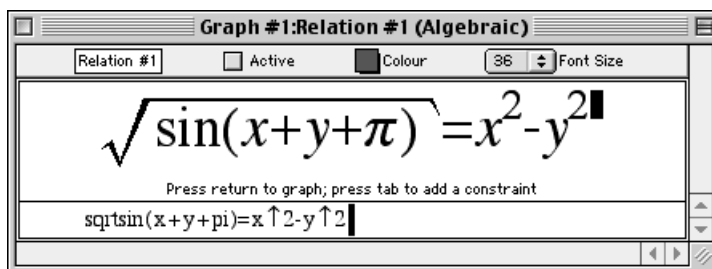 Graph #1:Relation #1 (Algebraic)
Relation #1 Active Colour 36 Font Size
√sin(x+y+π) =x²-y²
Press return to graph; press tab to add a constraint
sqrtsin(x+y+pi)=x↑2-y↑2